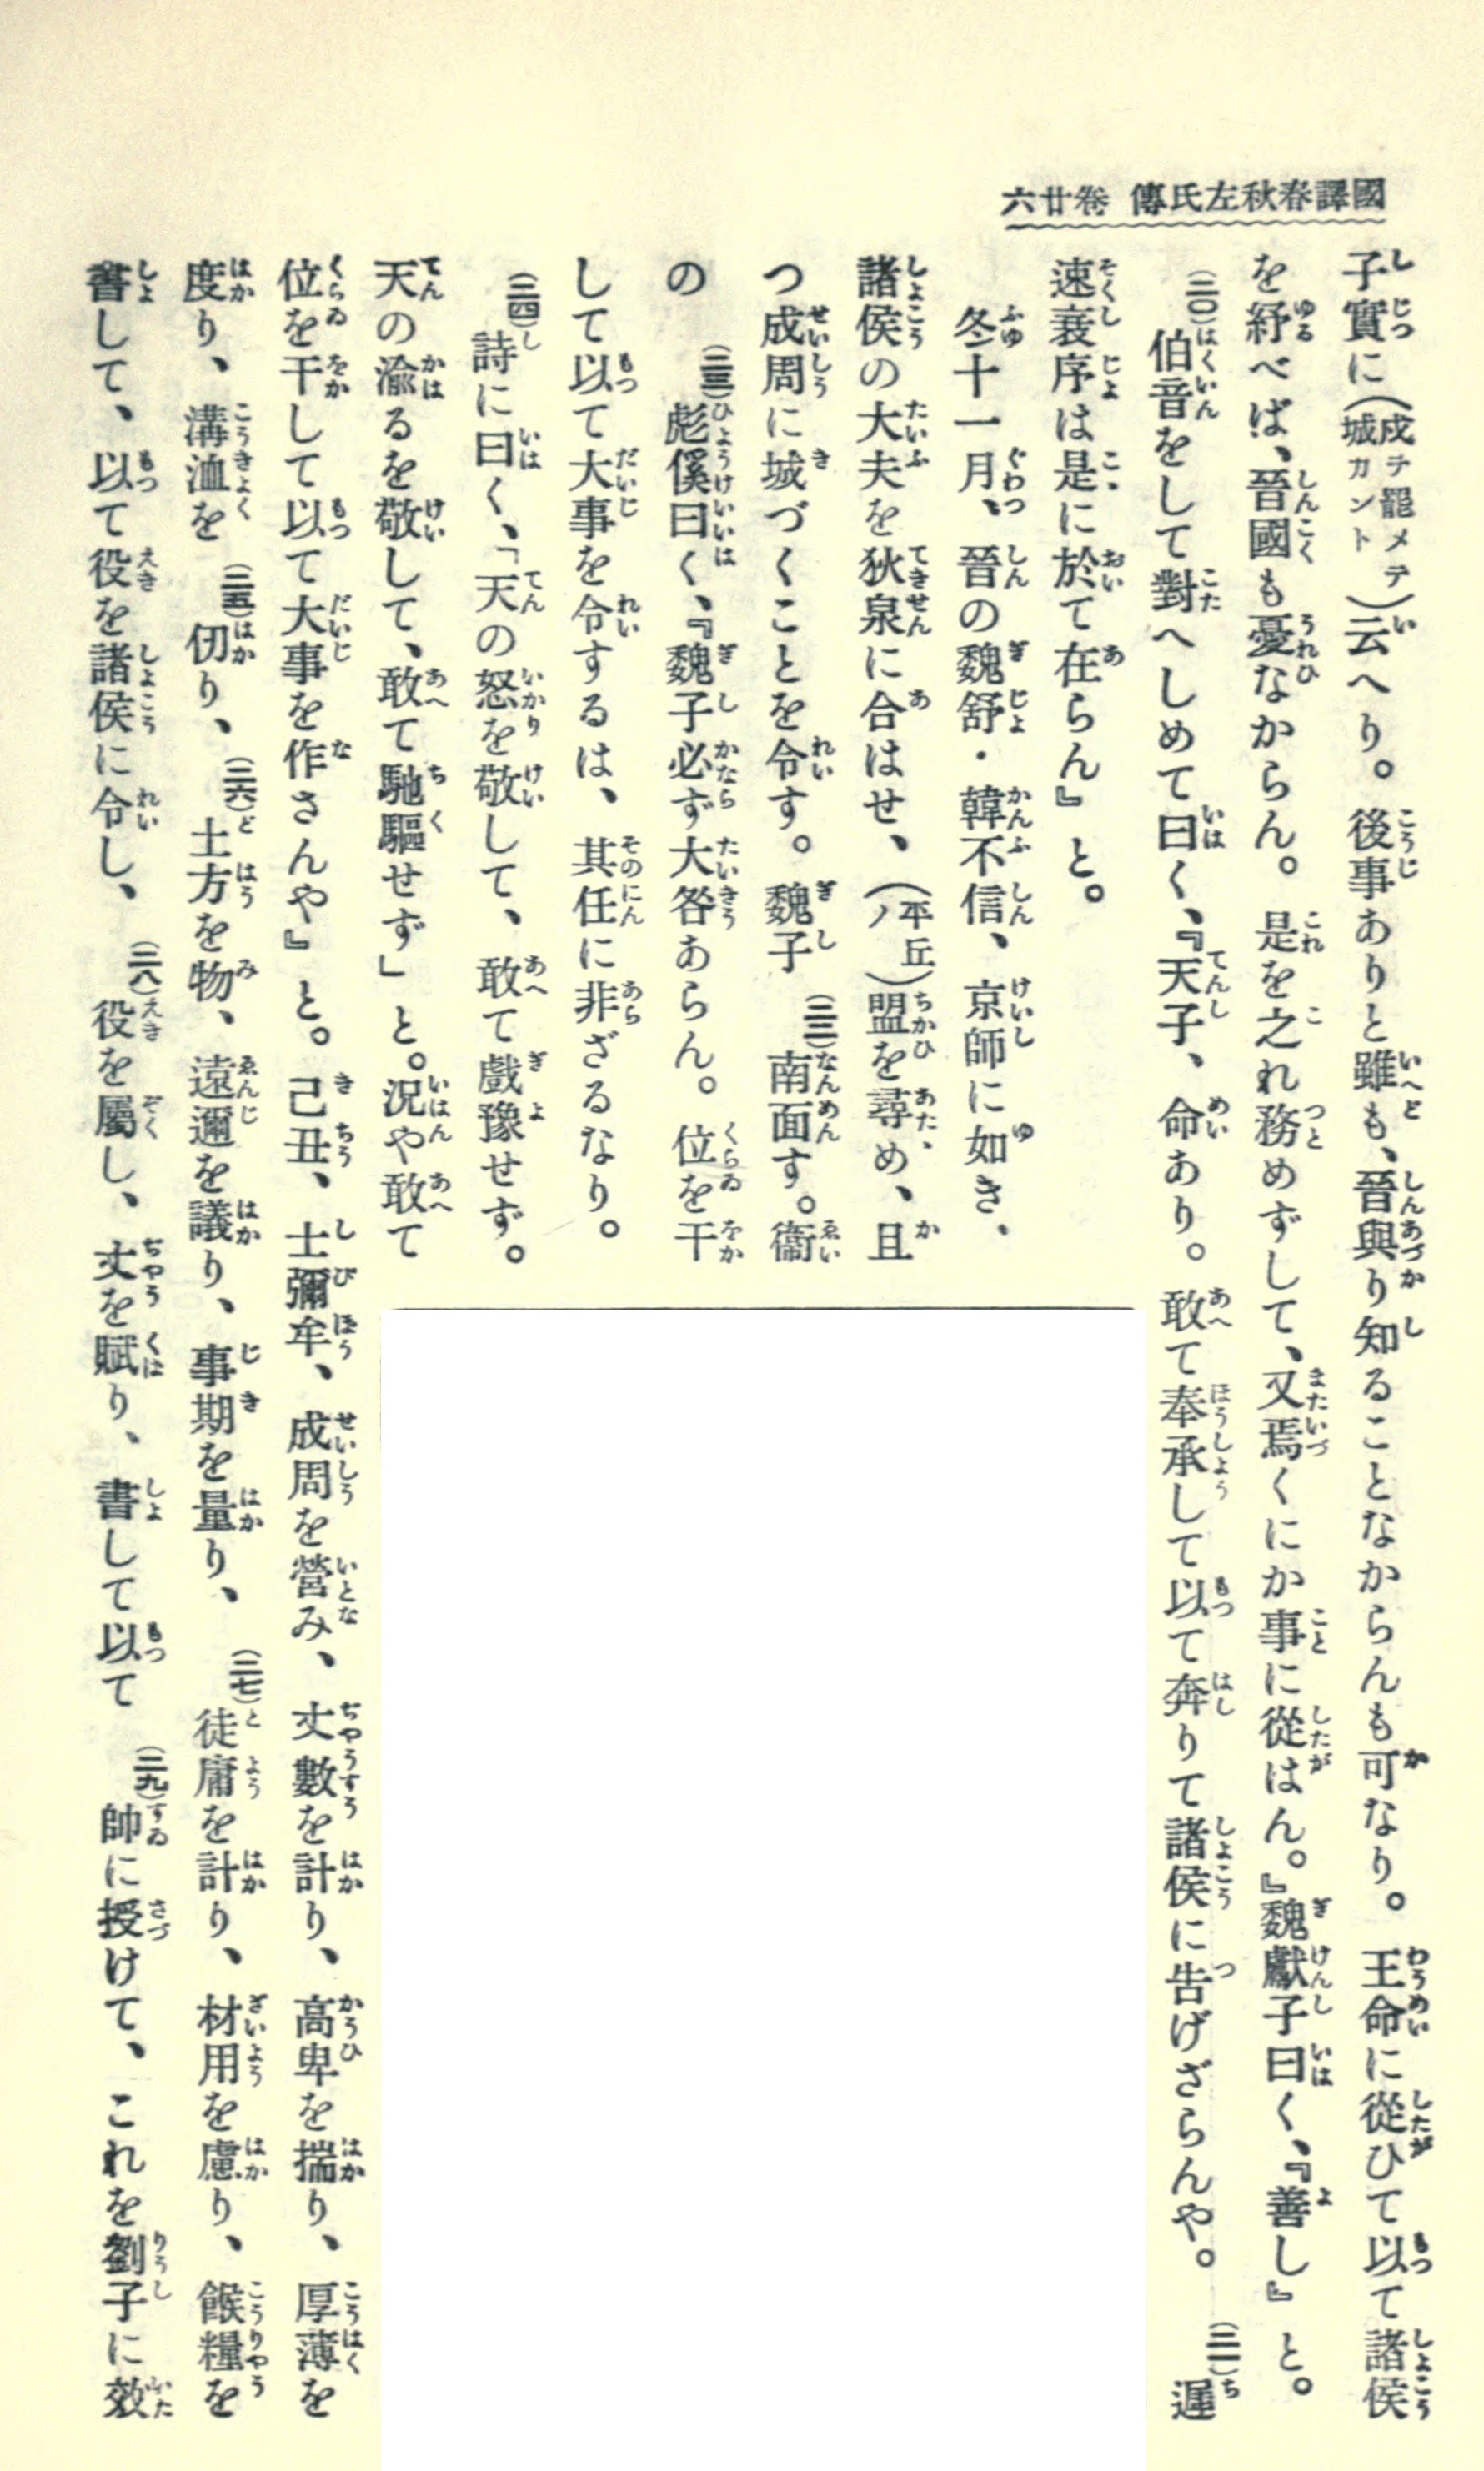 國譯春秋左氏傳 卷廿六
子實に(戍チ罷メテ城カント)云へり。後事ありと雖も、晉與り知ることなからんも可なり。王命に從ひて以て諸侯
を紓べば、晉國も憂なからん。是を之れ務めずして、又焉くにか事に從はん。』魏獻子曰く、『善し』と。
(二〇)伯音をして對へしめて曰く、『天子、命あり。敢て奉承して以て奔りて諸侯に告げざらんや。(二一)遲
速衰序は是に於て在らん』と。
冬十一月、晉の魏舒・韓不信、京師に如き、
諸侯の大夫を狄泉に合はせ、(平丘ノ)盟を尋め、且
つ成周に城づくことを令す。魏子(二二)南面す。衞
の(二三)彪傒曰く、『魏子必ず大咎あらん。位を干
して以て大事を令するは、其任に非ざるなり。
(二四)詩に曰く、「天の怒を敬して、敢て戲豫せず。
天の渝るを敬して、敢て馳驅せず」と。況や敢て
位を干して以て大事を作さんや』と。己丑、士彌牟、成周を營み、丈數を計り、高卑を揣り、厚薄を
度り、溝洫を(二五)仞り、(二六)土方を物、遠邇を議り、事期を量り、(二七)徒庸を計り、材用を慮り、餱糧を
書して、以て役を諸侯に令し、(二八)役を屬し、丈を賦り、書して以て(二九)帥に授けて、これを劉子に效